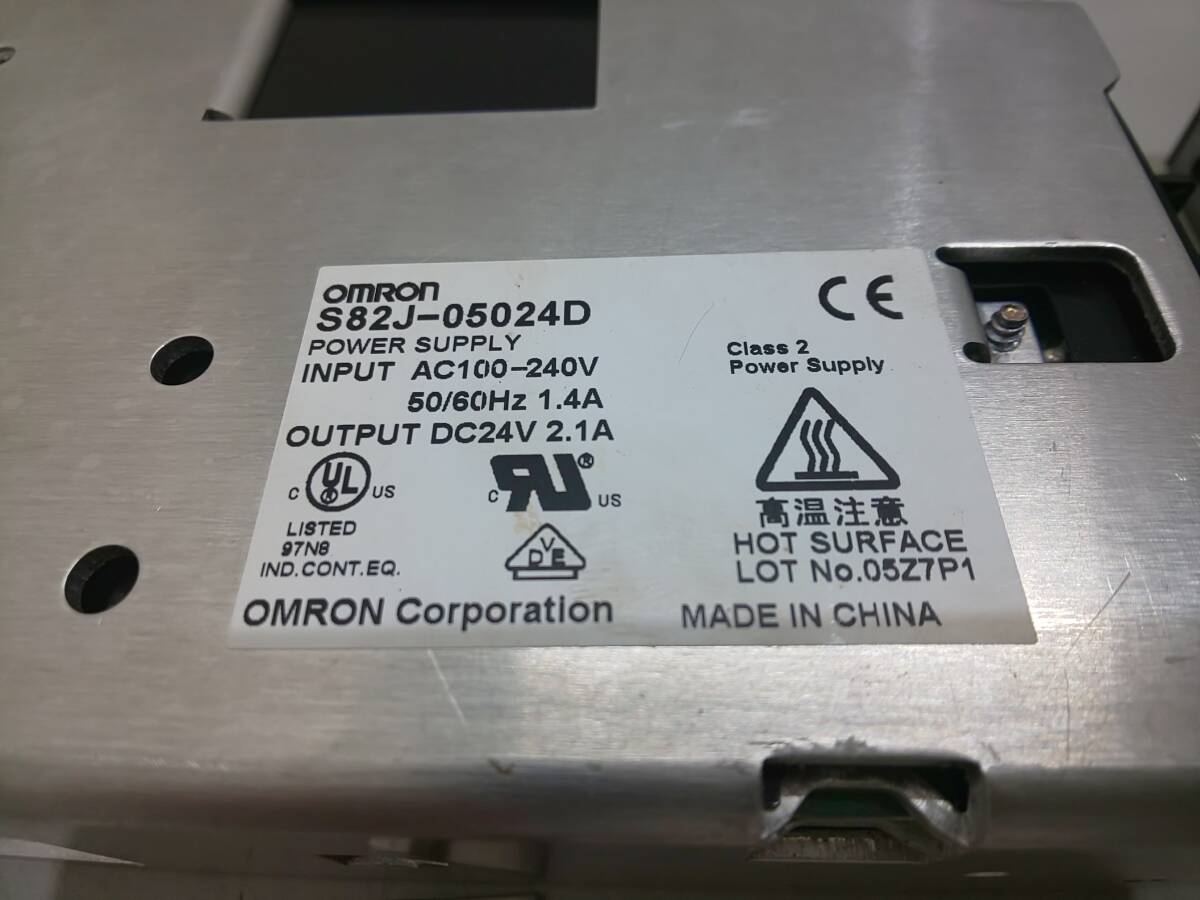 OMRON
S82J-05024D
POWER SUPPLY
INPUT AC100-240V
50/60Hz 1.4A
OUTPUT DC24V 2.1A
CE
Class 2
Power Supply
C UL US
LISTED
97N8
IND.CONT.EQ.
C RU ® US
VDE
高温注意
HOT SURFACE
LOT No.05Z7P1
OMRON Corporation
MADE IN CHINA